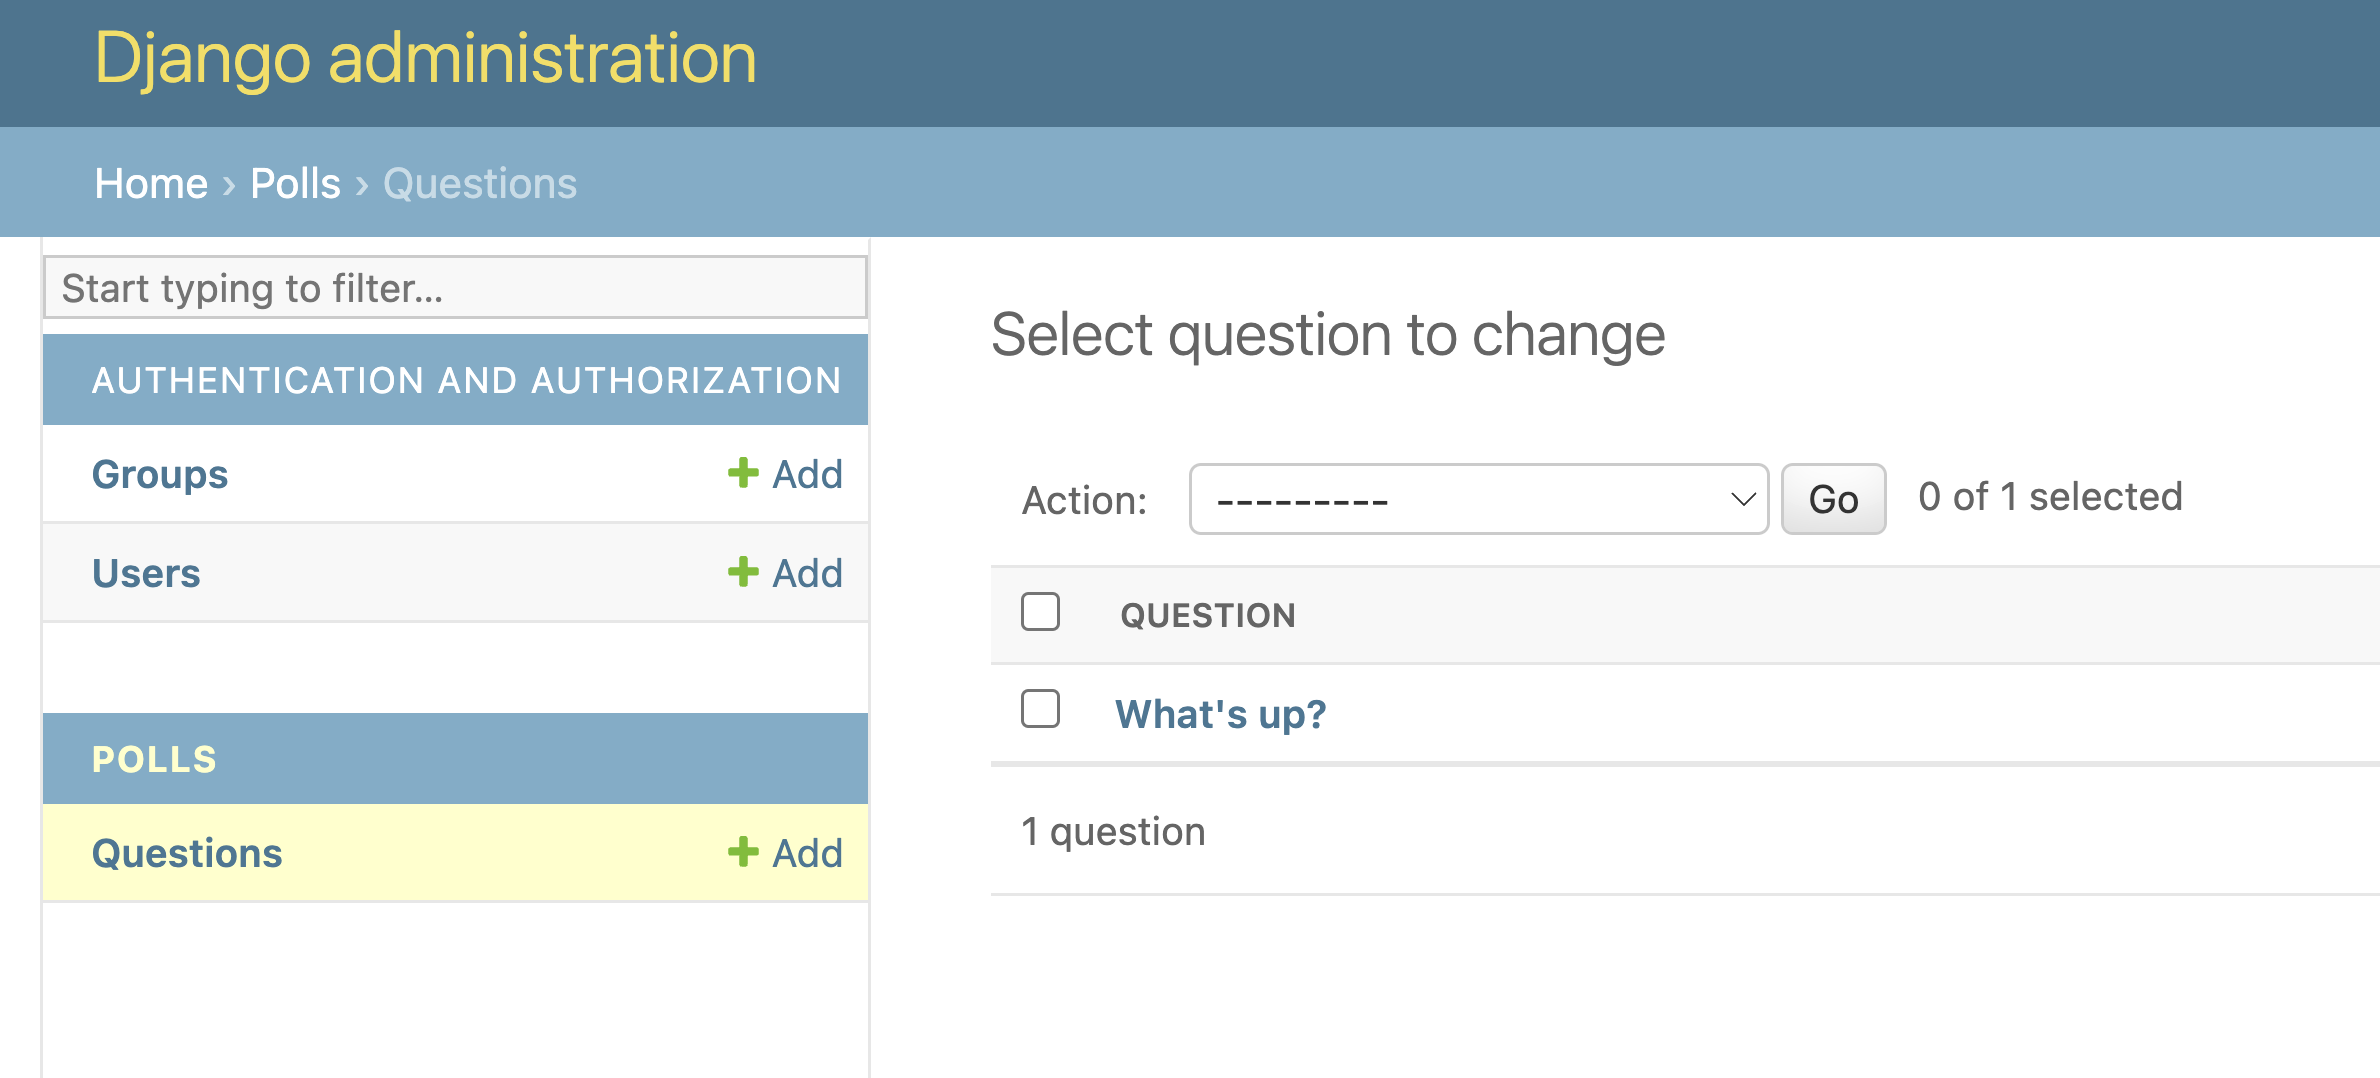 Django administration
Home › Polls › Questions
Start typing to filter...
AUTHENTICATION AND AUTHORIZATION
Groups + Add
Users + Add
POLLS
Questions + Add
Select question to change
Action: --------- Go 0 of 1 selected
QUESTION
What's up?
1 question